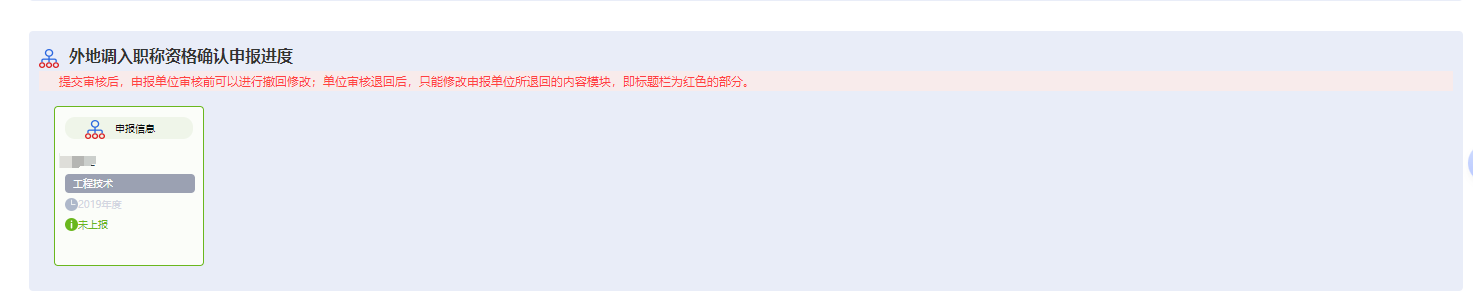 外地调入职称资格确认申报进度
提交审核后，申报单位审核前可以进行撤回修改；单位审核退回后，只能修改申报单位所退回的内容模块，即标题栏为红色的部分。
申报信息
工程技术
2019年度
未上报